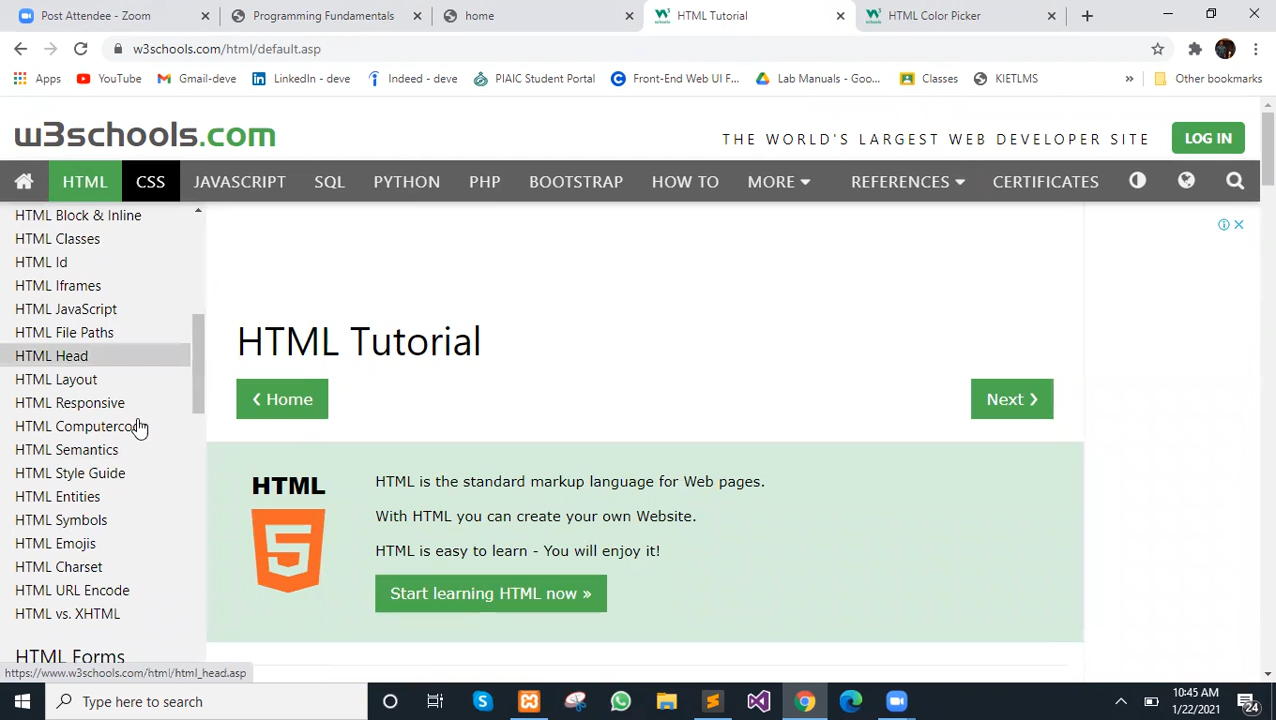 Post Attendee - Zoom
Programming Fundamentals
home
HTML Tutorial
HTML Color Picker
w3schools.com/html/default.asp
Apps
YouTube
Gmail-deve
LinkedIn - deve
Indeed - deve
PIAIC Student Portal
Front-End Web UI F...
Lab Manuals - Goo...
Classes
KIETLMS
»
Other bookmarks
w3schools.com
THE WORLD'S LARGEST WEB DEVELOPER SITE
LOG IN
HTML
CSS
JAVASCRIPT
SQL
PYTHON
PHP
BOOTSTRAP
HOW TO
MORE
REFERENCES
CERTIFICATES
HTML Block & Inline
HTML Classes
HTML Id
HTML Iframes
HTML JavaScript
HTML File Paths
HTML Head
HTML Layout
HTML Responsive
HTML Computerco
HTML Semantics
HTML Style Guide
HTML Entities
HTML Symbols
HTML Emojis
HTML Charset
HTML URL Encode
HTML vs. XHTML
HTML Forms
https://www.w3schools.com/html/html_head.asp
HTML Tutorial
❮ Home
Next ❯
HTML
5
HTML is the standard markup language for Web pages.
With HTML you can create your own Website.
HTML is easy to learn - You will enjoy it!
Start learning HTML now »
Type here to search
10:45 AM
1/22/2021
24